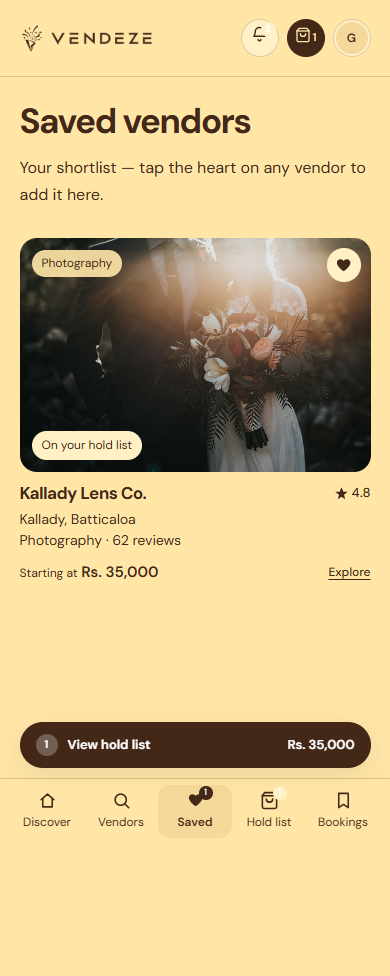 VENDEZE
1
G
Saved vendors
Your shortlist — tap the heart on any vendor to
add it here.
Photography
On your hold list
Kallady Lens Co.
4.8
Kallady, Batticaloa
Photography · 62 reviews
Starting at Rs. 35,000
Explore
1 View hold list Rs. 35,000
1
Discover
Vendors
Saved
Hold list
Bookings